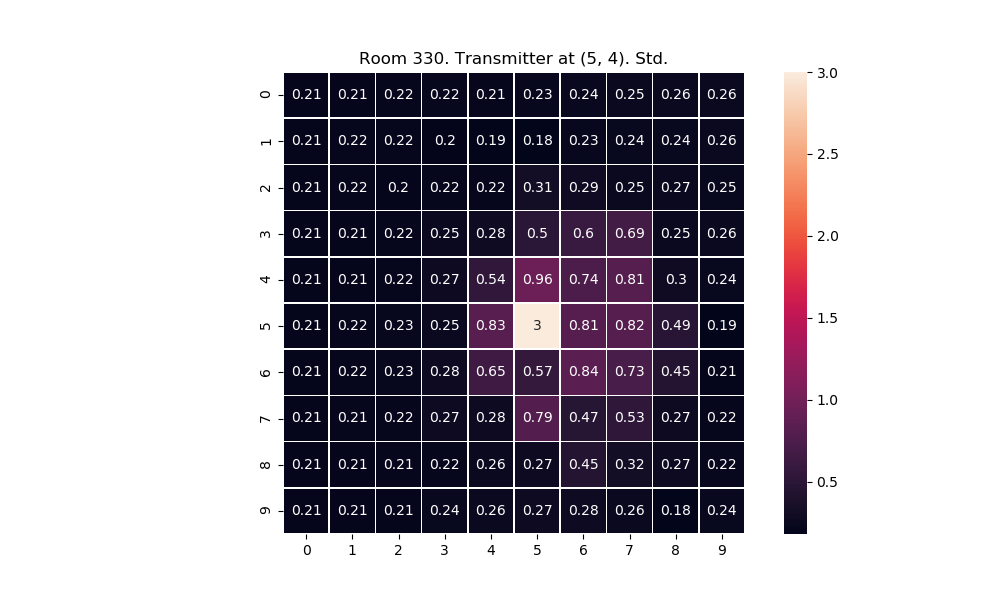 Room 330. Transmitter at (5, 4). Std.
0 0.21 0.21 0.22 0.22 0.21 0.23 0.24 0.25 0.26 0.26
1 0.21 0.22 0.22 0.2 0.19 0.18 0.23 0.24 0.24 0.26
2 0.21 0.22 0.2 0.22 0.22 0.31 0.29 0.25 0.27 0.25
3 0.21 0.21 0.22 0.25 0.28 0.5 0.6 0.69 0.25 0.26
4 0.21 0.21 0.22 0.27 0.54 0.96 0.74 0.81 0.3 0.24
5 0.21 0.22 0.23 0.25 0.83 3 0.81 0.82 0.49 0.19
6 0.21 0.22 0.23 0.28 0.65 0.57 0.84 0.73 0.45 0.21
7 0.21 0.21 0.22 0.27 0.28 0.79 0.47 0.53 0.27 0.22
8 0.21 0.21 0.21 0.22 0.26 0.27 0.45 0.32 0.27 0.22
9 0.21 0.21 0.21 0.24 0.26 0.27 0.28 0.26 0.18 0.24
0 1 2 3 4 5 6 7 8 9
3.0
2.5
2.0
1.5
1.0
0.5